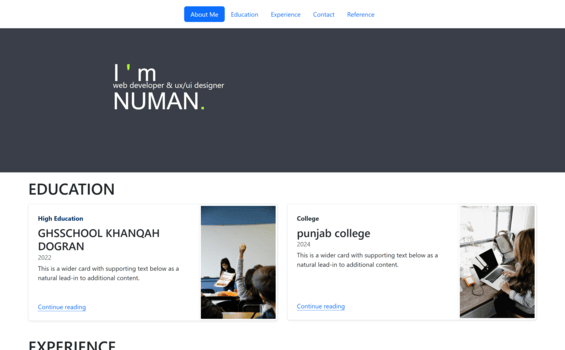 About Me Education Experience Contact Reference
I ' m
web developer & ux/ui designer
NUMAN.
EDUCATION
High Education
GHSSCHOOL KHANQAH
DOGRAN
2022
This is a wider card with supporting text below as a
natural lead-in to additional content.
Continue reading
College
punjab college
2024
This is a wider card with supporting text below as a
natural lead-in to additional content.
Continue reading
EXPERIENCE